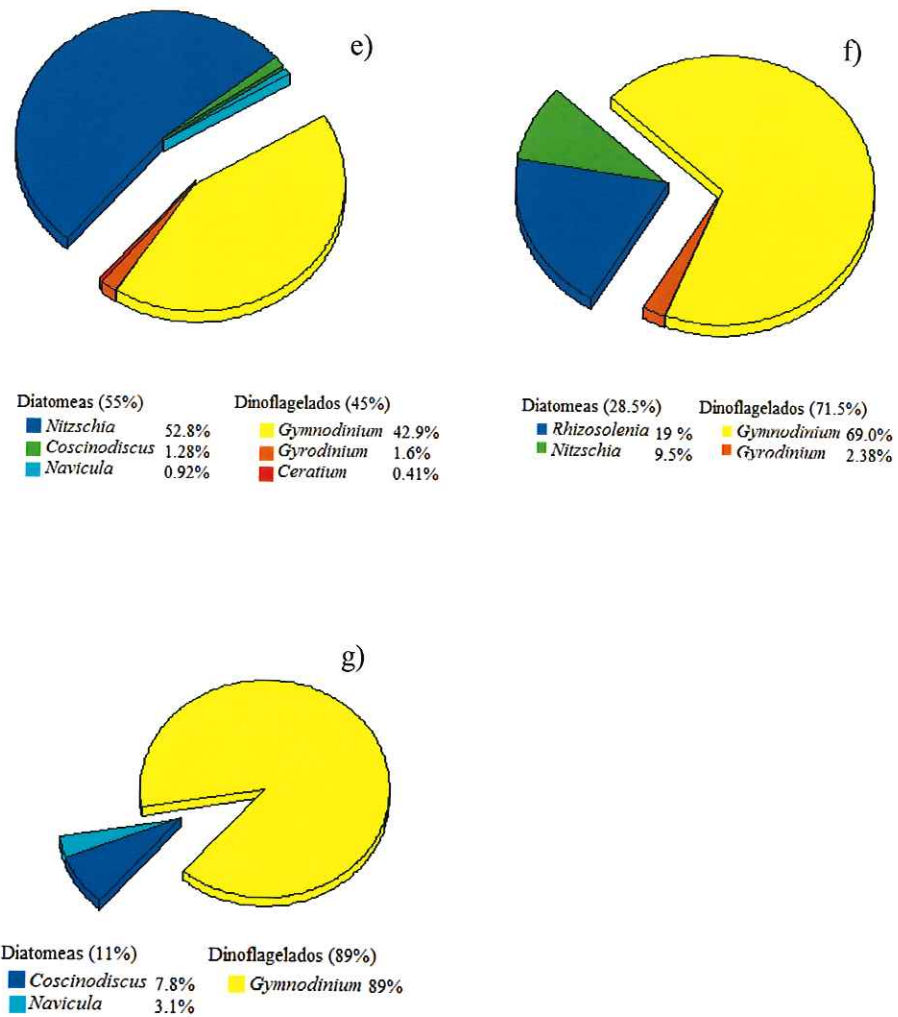 e)
Diatomeas (55%) Dinoflagelados (45%)
Nitzschia 52.8% Gymnodinium 42.9%
Coscinodiscus 1.28% Gyrodinium 1.6%
Navicula 0.92% Ceratium 0.41%
f)
Diatomeas (28.5%) Dinoflagelados (71.5%)
Rhizosolenia 19 % Gymnodinium 69.0%
Nitzschia 9.5% Gyrodinium 2.38%
g)
Diatomeas (11%) Dinoflagelados (89%)
Coscinodiscus 7.8% Gymnodinium 89%
Navicula 3.1%